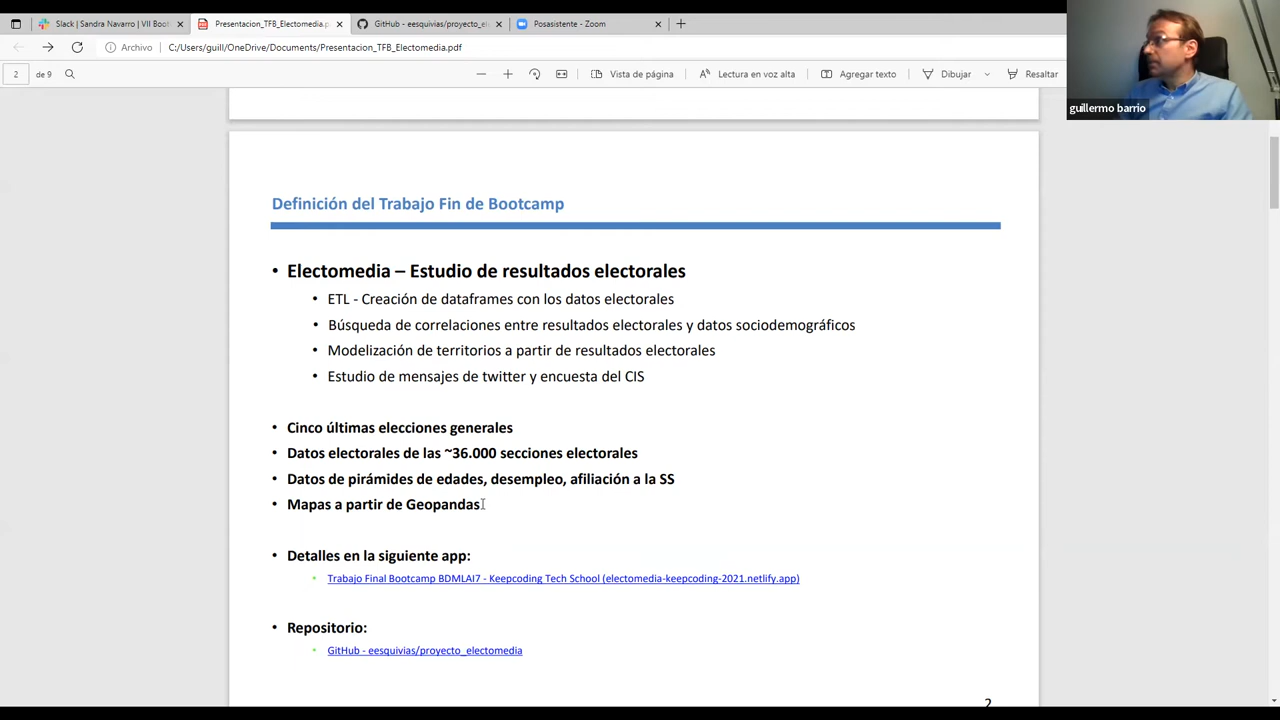 Slack | Sandra Navarro | VII Boot
Presentacion_TFB_Electomedia.p
GitHub - eesquivias/proyecto_el
Posasistente - Zoom
Archivo
C:/Users/guill/OneDrive/Documents/Presentacion_TFB_Electomedia.pdf
2 de 9
Vista de página
Lectura en voz alta
Agregar texto
Dibujar
Resaltar
guillermo barrio
Definición del Trabajo Fin de Bootcamp
• Electomedia – Estudio de resultados electorales
• ETL - Creación de dataframes con los datos electorales
• Búsqueda de correlaciones entre resultados electorales y datos sociodemográficos
• Modelización de territorios a partir de resultados electorales
• Estudio de mensajes de twitter y encuesta del CIS
• Cinco últimas elecciones generales
• Datos electorales de las ~36.000 secciones electorales
• Datos de pirámides de edades, desempleo, afiliación a la SS
• Mapas a partir de Geopandas
• Detalles en la siguiente app:
• Trabajo Final Bootcamp BDMLAI7 - Keepcoding Tech School (electomedia-keepcoding-2021.netlify.app)
• Repositorio:
• GitHub - eesquivias/proyecto_electomedia
2